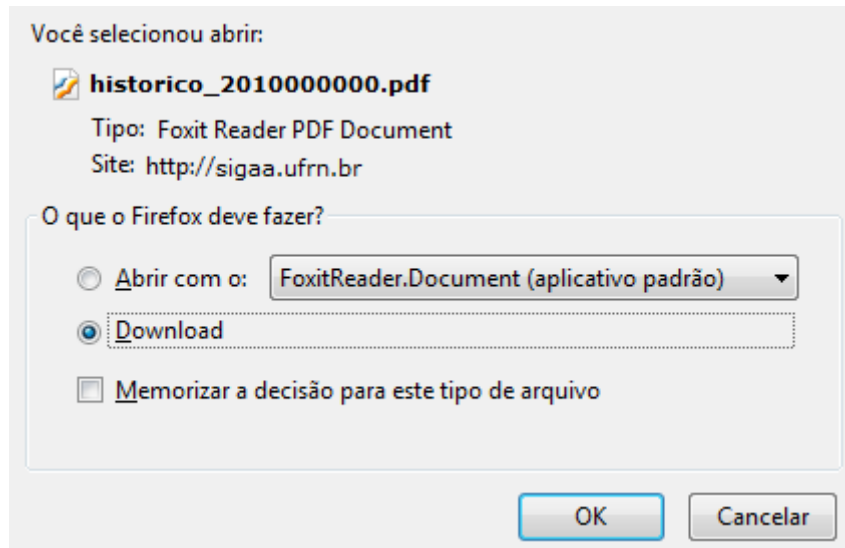 Você selecionou abrir:
historico_2010000000.pdf
Tipo: Foxit Reader PDF Document
Site: http://sigaa.ufrn.br
O que o Firefox deve fazer?
Abrir com o: FoxitReader.Document (aplicativo padrão)
Download
Memorizar a decisão para este tipo de arquivo
OK Cancelar